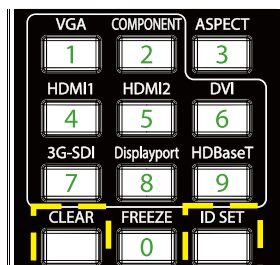 VGA COMPONENT ASPECT
1 2 3
HDMI1 HDMI2 DVI
4 5 6
3G-SDI Displayport HDBaseT
7 8 9
CLEAR FREEZE ID SET
0